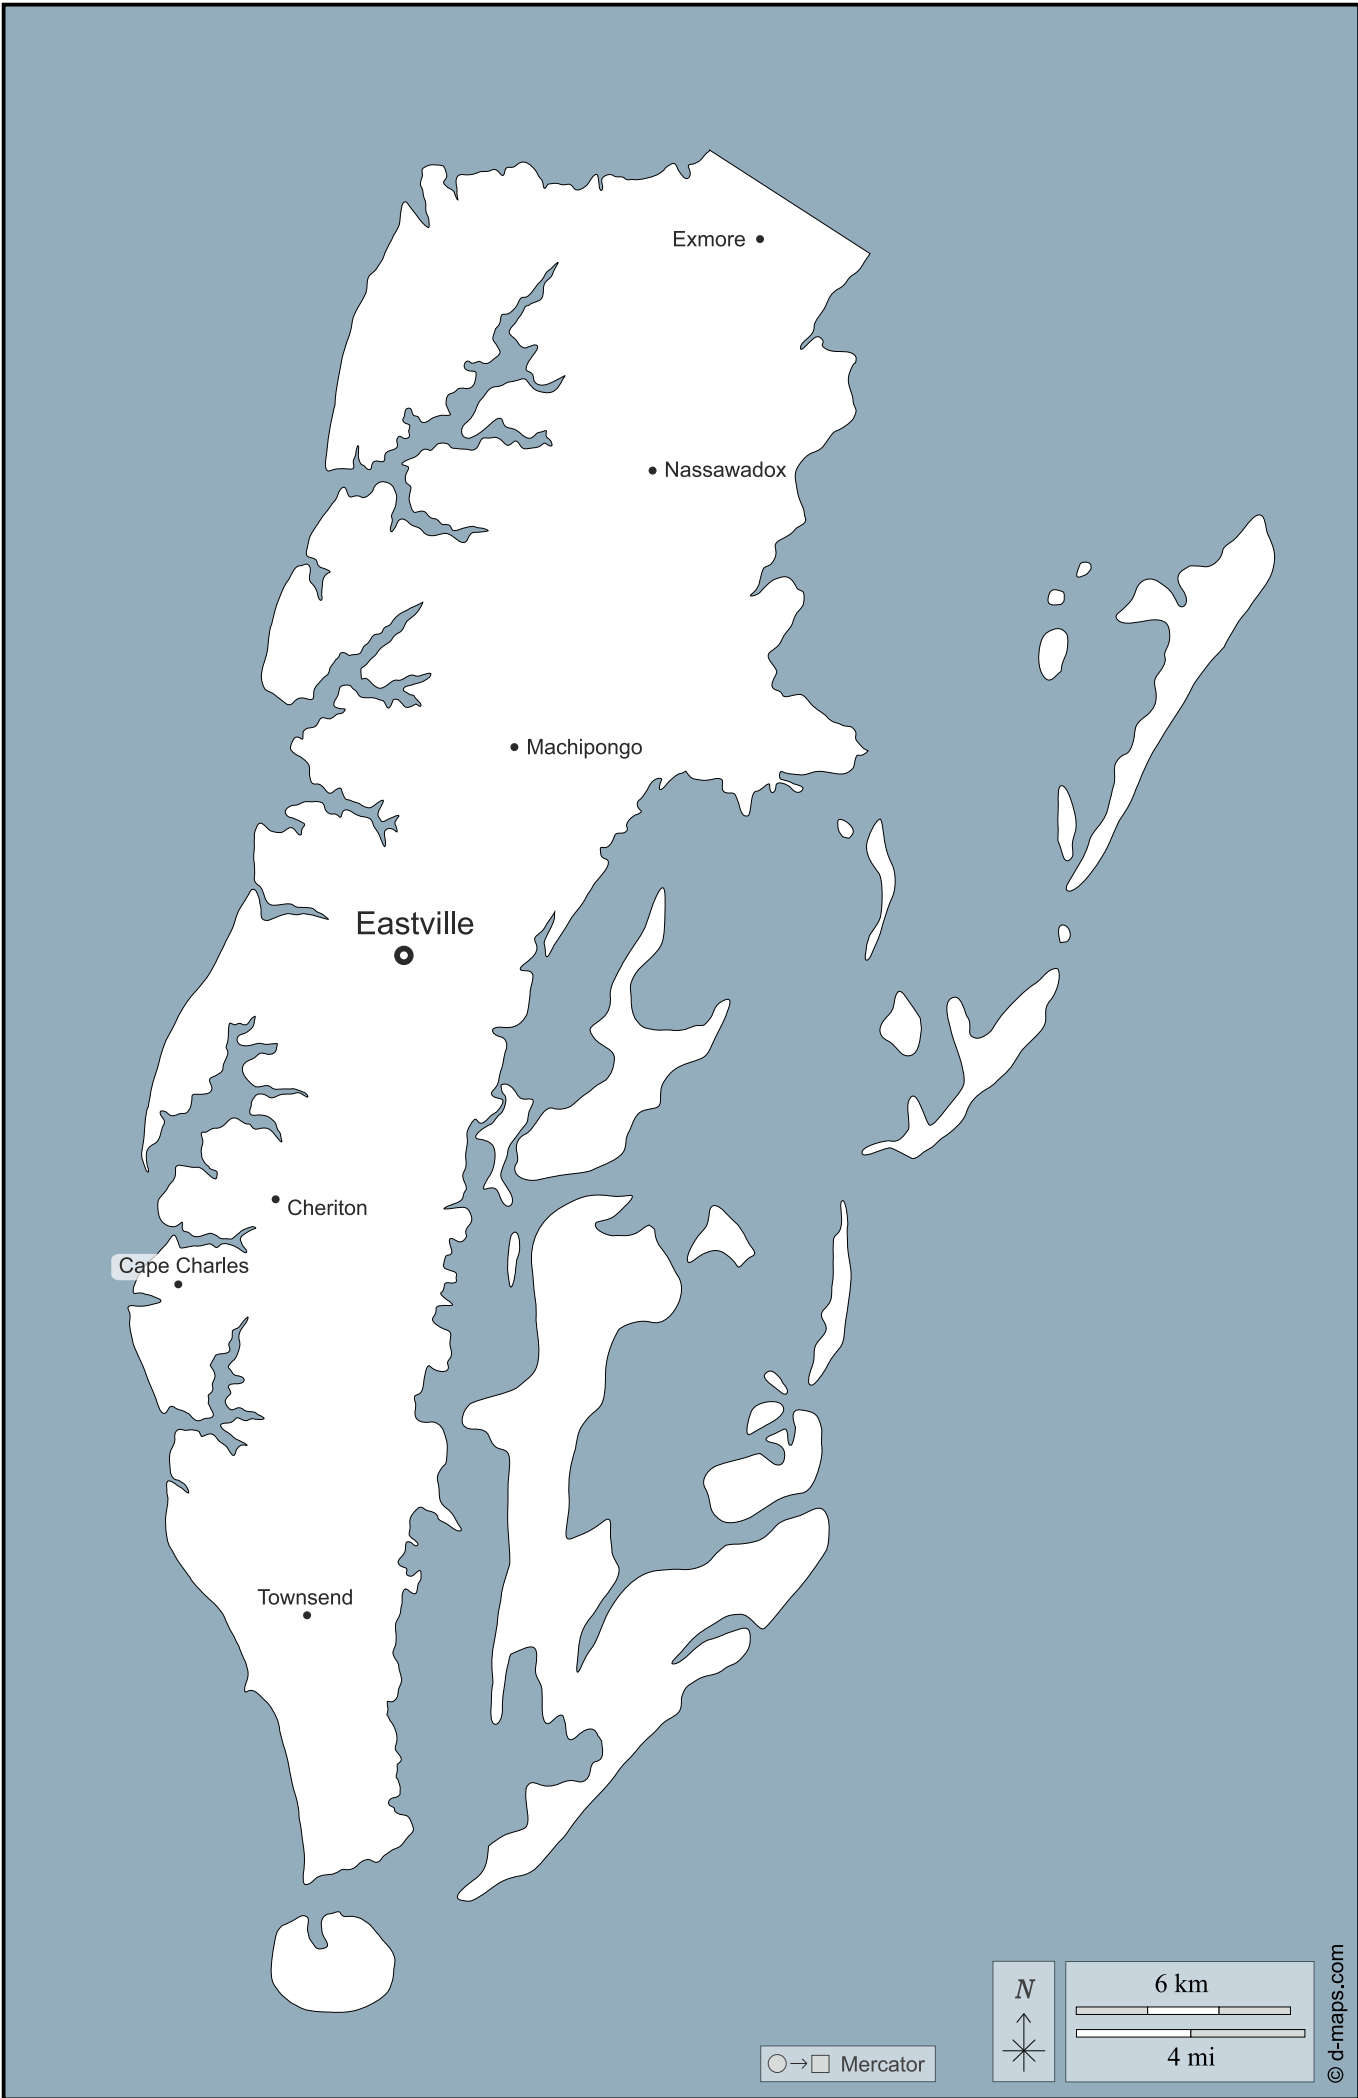 Exmore
Nassawadox
Machipongo
Eastville
Cheriton
Cape Charles
Townsend
N
6 km
4 mi
Mercator
© d-maps.com